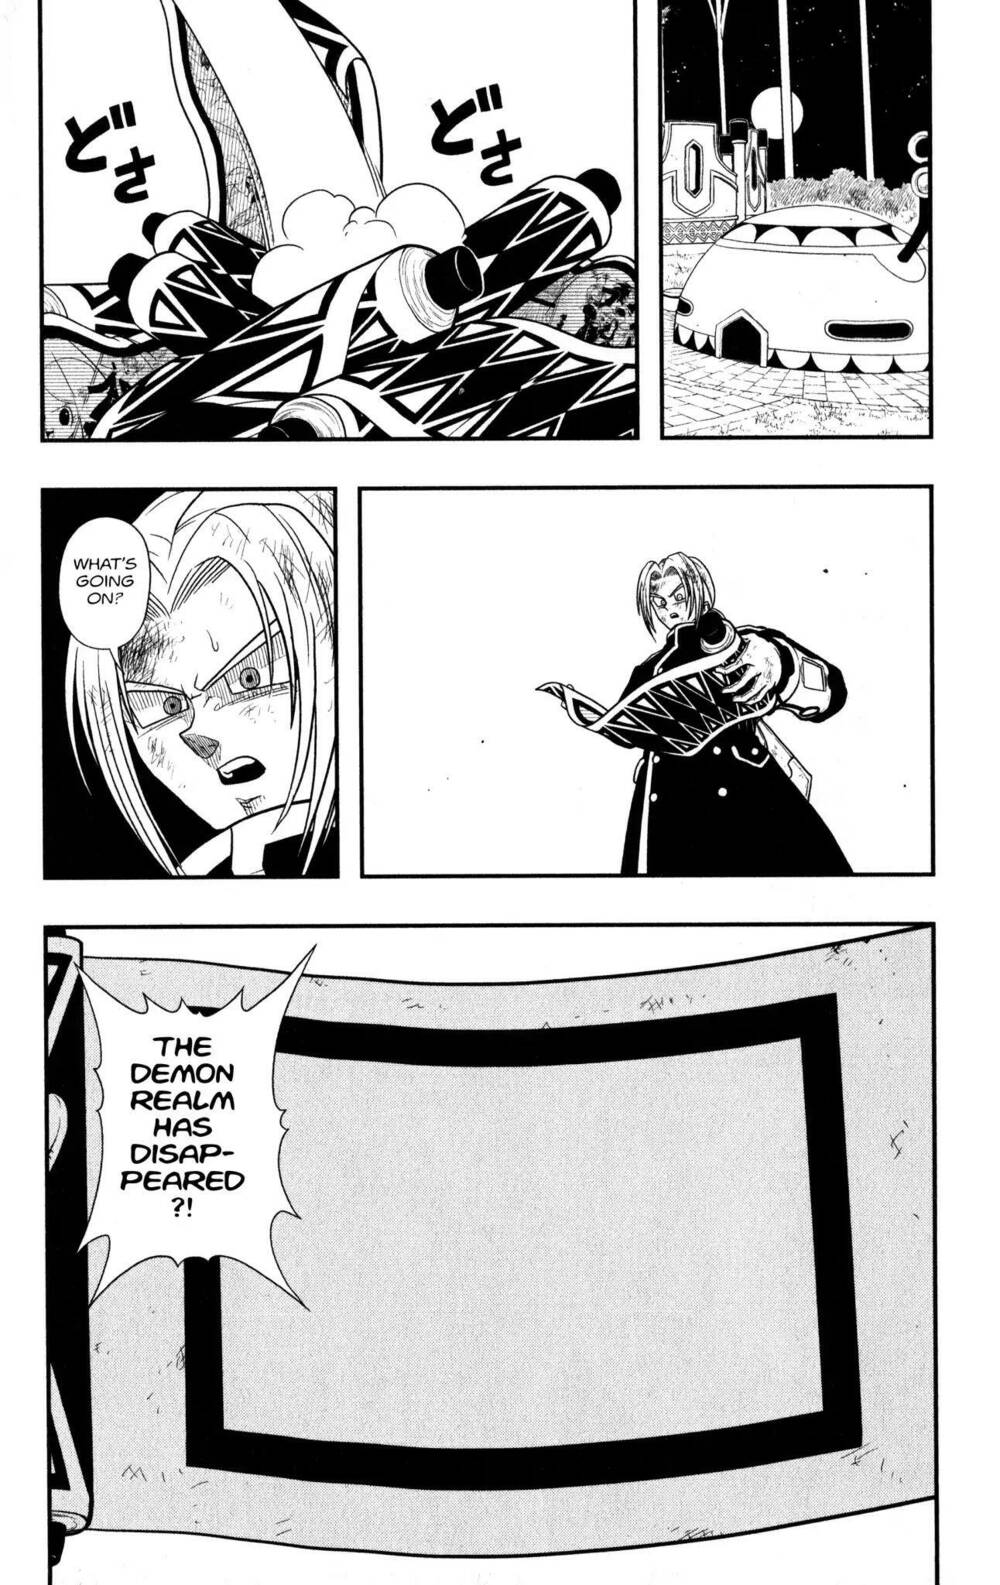 どさ
どさ
WHAT'S
GOING
ON?
THE
DEMON
REALM
HAS
DISAP-
PEARED
?!